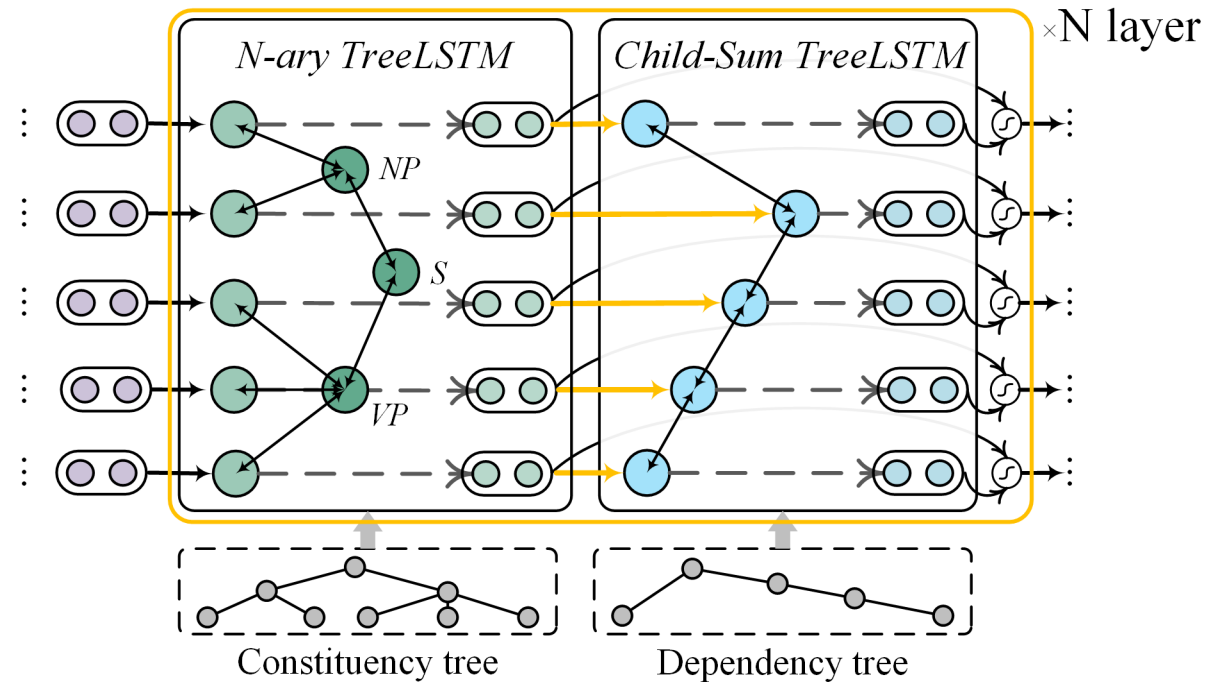 ×N layer
N-ary TreeLSTM
Child-Sum TreeLSTM
NP
S
VP
Constituency tree
Dependency tree